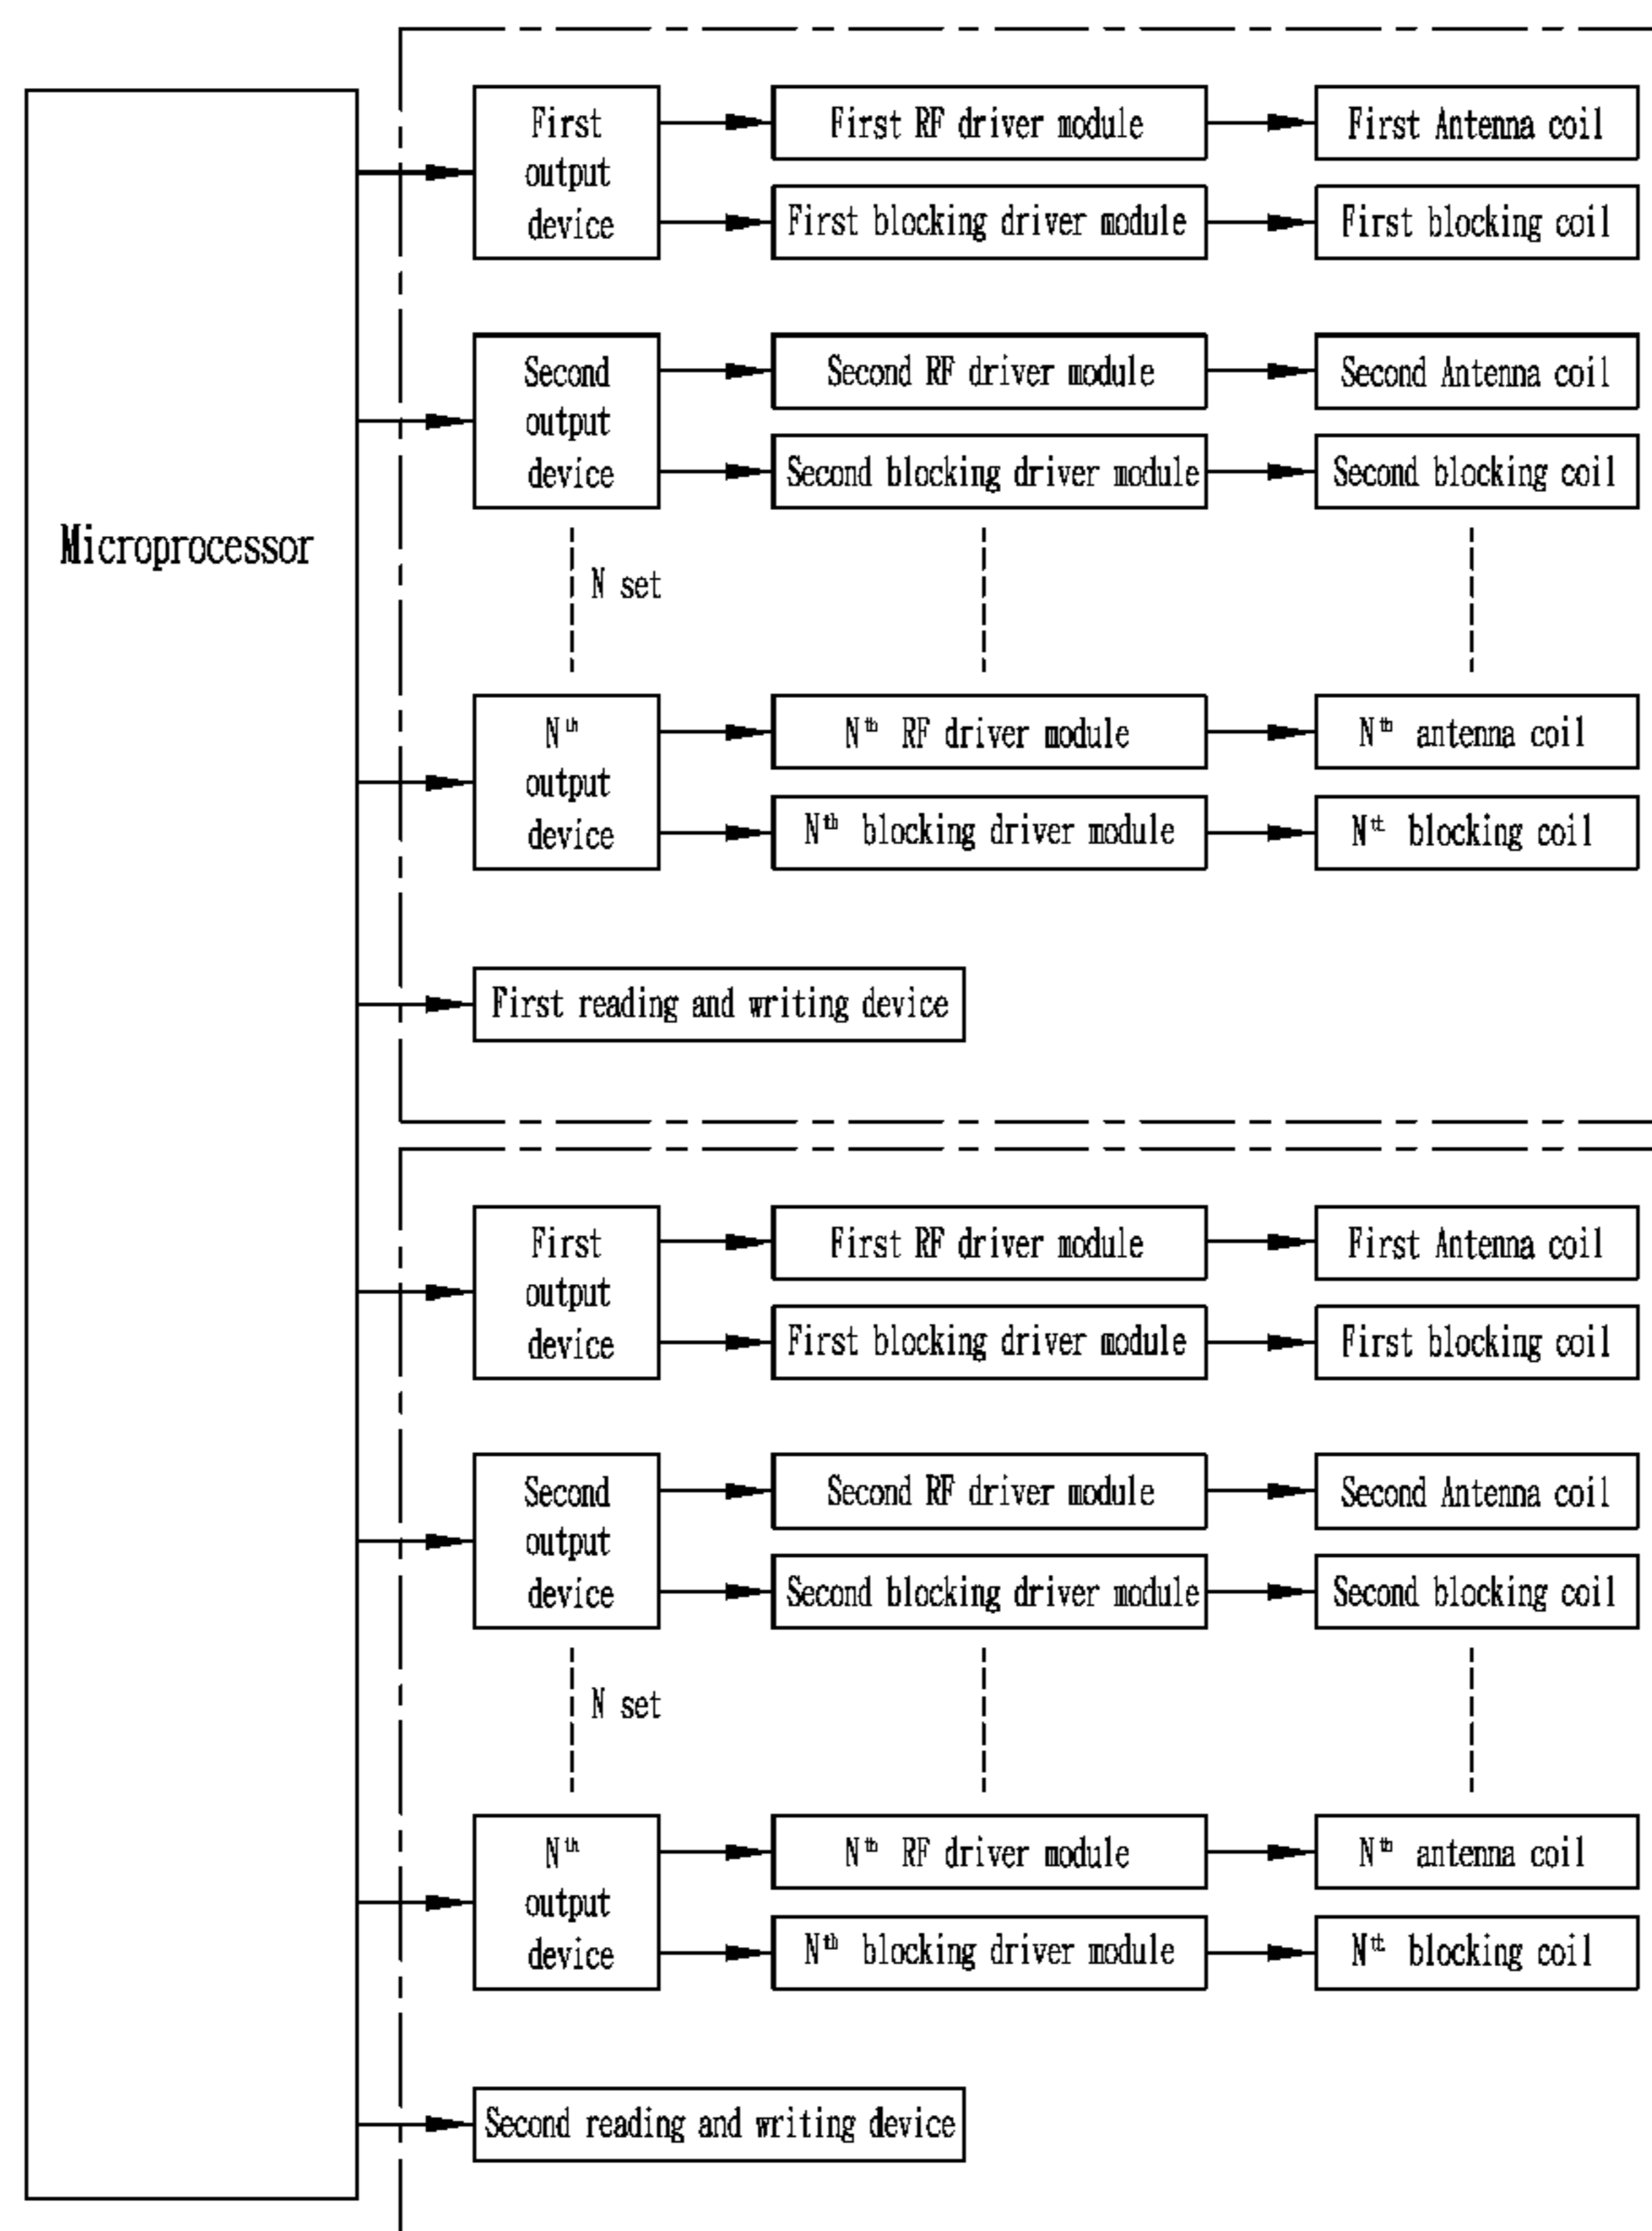 Microprocessor
First
output
device
First RF driver module
First Antenna coil
First blocking driver module
First blocking coil
Second
output
device
Second RF driver module
Second Antenna coil
Second blocking driver module
Second blocking coil
N set
Nth
output
device
Nth RF driver module
Nth antenna coil
Nth blocking driver module
Ntt blocking coil
First reading and writing device
First
output
device
First RF driver module
First Antenna coil
First blocking driver module
First blocking coil
Second
output
device
Second RF driver module
Second Antenna coil
Second blocking driver module
Second blocking coil
N set
Nth
output
device
Nth RF driver module
Nth antenna coil
Nth blocking driver module
Ntt blocking coil
Second reading and writing device